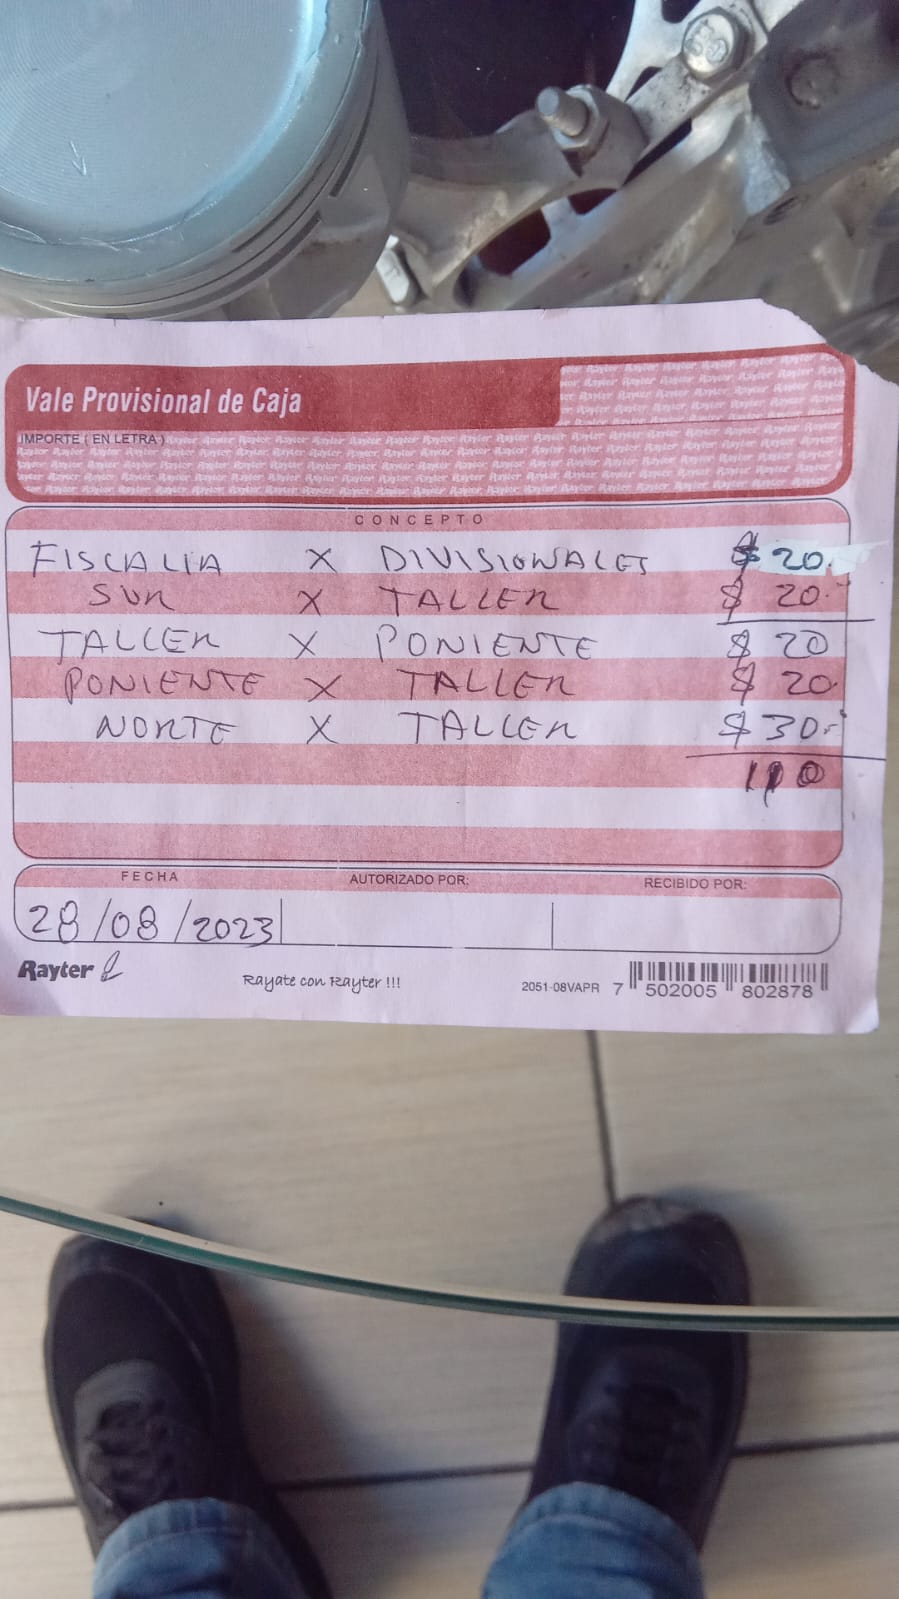 Vale Provisional de Caja
IMPORTE ( EN LETRA )
CONCEPTO
FISCALIA X DIVISIONALES $ 20.
SUR X TALLER $ 20.-
TALLER X PONIENTE $ 20
PONIENTE X TALLER $ 20.
NORTE X TALLER $ 30.-
110
FECHA AUTORIZADO POR: RECIBIDO POR:
28/08/2023
Rayter Rayate con Rayter !!! 2051-08VAPR 7 502005 802878